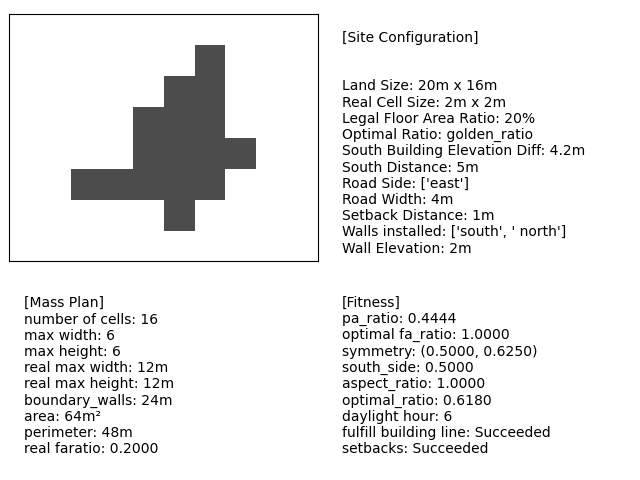 [Site Configuration]
Land Size: 20m x 16m
Real Cell Size: 2m x 2m
Legal Floor Area Ratio: 20%
Optimal Ratio: golden_ratio
South Building Elevation Diff: 4.2m
South Distance: 5m
Road Side: ['east']
Road Width: 4m
Setback Distance: 1m
Walls installed: ['south', ' north']
Wall Elevation: 2m
[Mass Plan]
number of cells: 16
max width: 6
max height: 6
real max width: 12m
real max height: 12m
boundary_walls: 24m
area: 64m²
perimeter: 48m
real faratio: 0.2000
[Fitness]
pa_ratio: 0.4444
optimal fa_ratio: 1.0000
symmetry: (0.5000, 0.6250)
south_side: 0.5000
aspect_ratio: 1.0000
optimal_ratio: 0.6180
daylight hour: 6
fulfill building line: Succeeded
setbacks: Succeeded